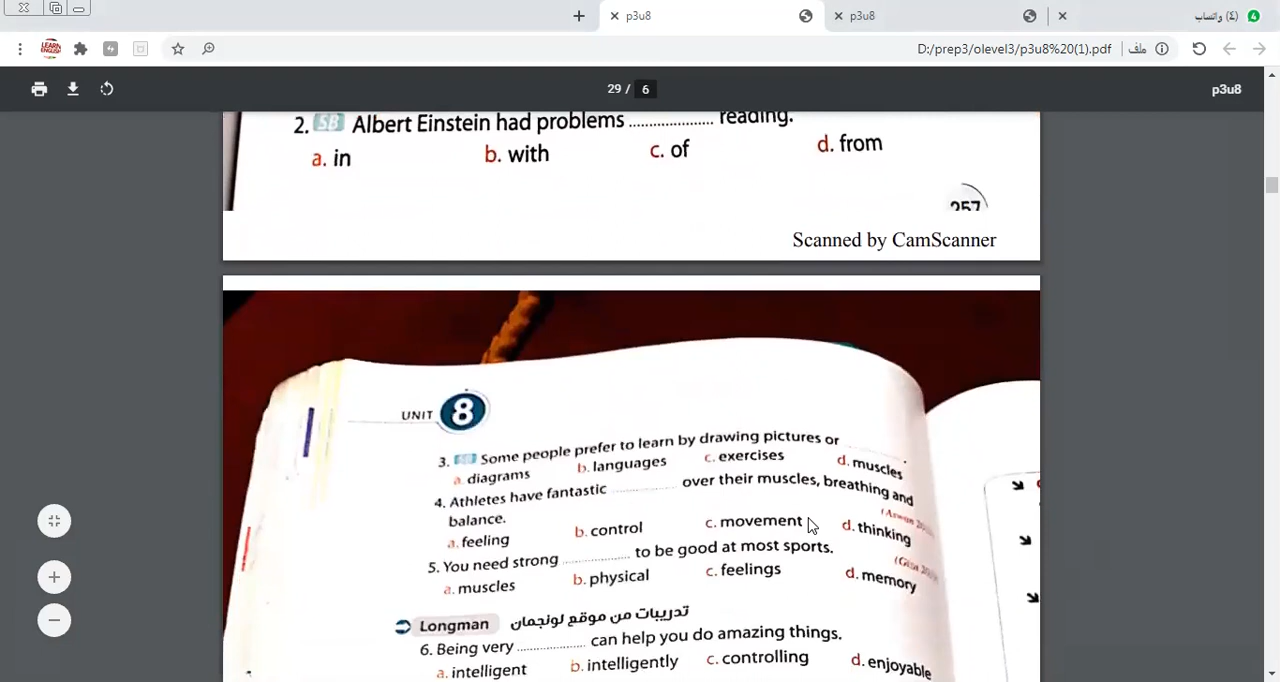 p3u8
p3u8
(٤) واتساب
D:/prep3/olevel3/p3u8%20(1).pdf ملف
LEARN ENGLISH
29 / 6
p3u8
2. SB Albert Einstein had problems .................... reading.
a. in b. with c. of d. from
257
Scanned by CamScanner
UNIT 8
3. Some people prefer to learn by drawing pictures or ............ .
a. diagrams b. languages c. exercises d. muscles
4. Athletes have fantastic ................ over their muscles, breathing and
balance.
a. feeling b. control c. movement d. thinking
5. You need strong ................ to be good at most sports.
a. muscles b. physical c. feelings d. memory
Longman تدريبات من موقع لونجمان
6. Being very ................ can help you do amazing things.
a. intelligent b. intelligently c. controlling d. enjoyable